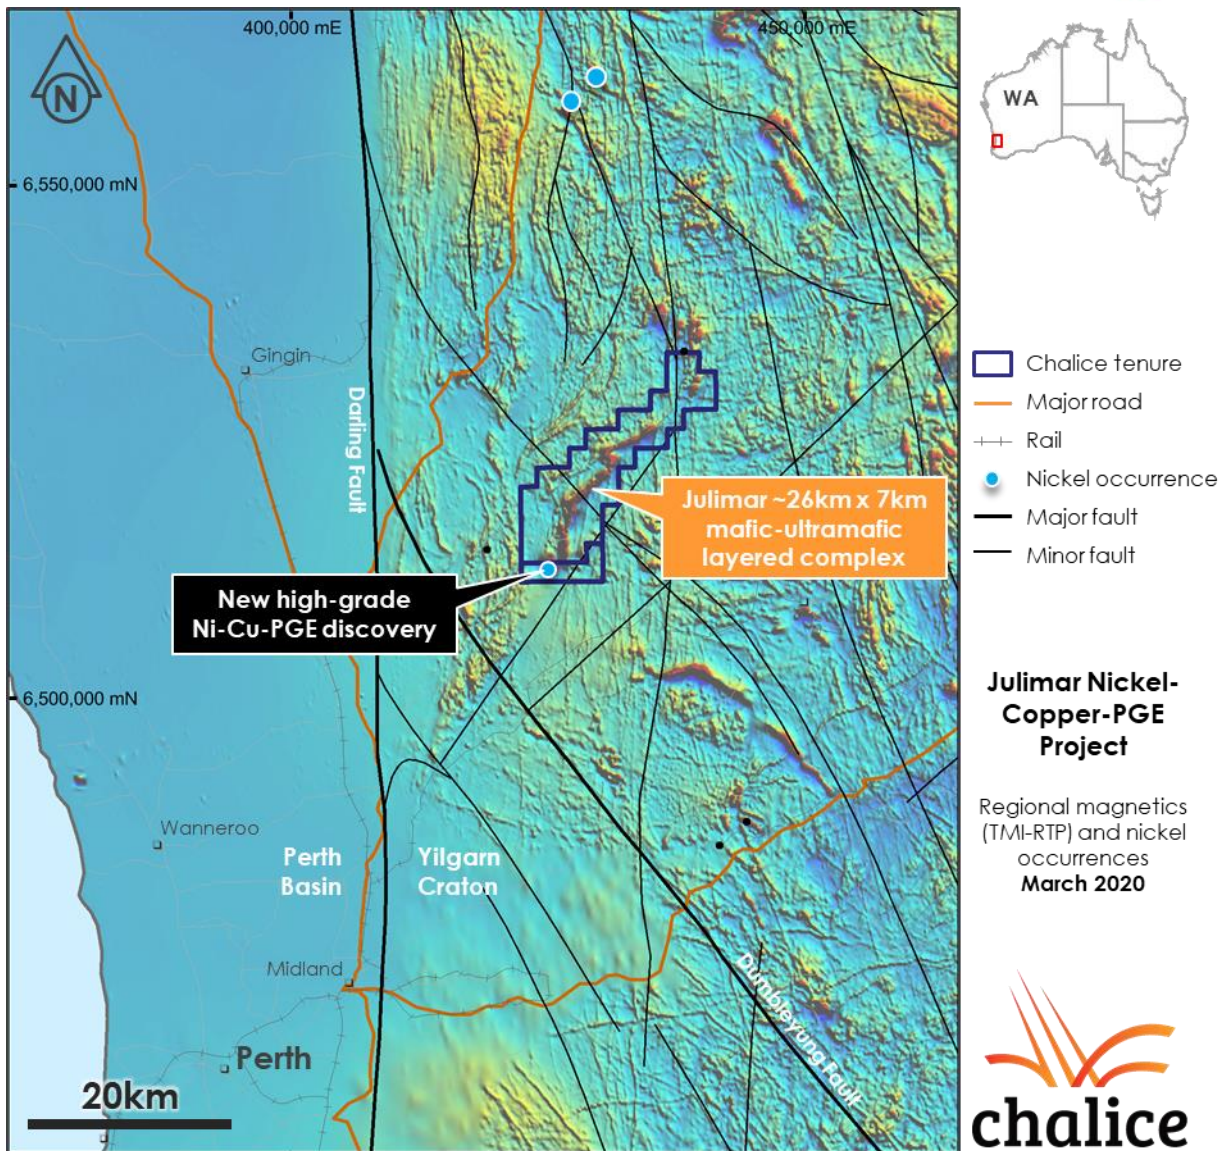 400,000 mE
450,000 mE
N
6,550,000 mN
Gingin
Darling Fault
Julimar ~26km x 7km
mafic-ultramafic
layered complex
New high-grade
Ni-Cu-PGE discovery
6,500,000 mN
Wanneroo
Perth
Basin
Yilgarn
Craton
Midland
Dumbleyung Fault
Perth
20km
WA
Chalice tenure
Major road
Rail
Nickel occurrence
Major fault
Minor fault
Julimar Nickel-
Copper-PGE
Project
Regional magnetics
(TMI-RTP) and nickel
occurrences
March 2020
chalice